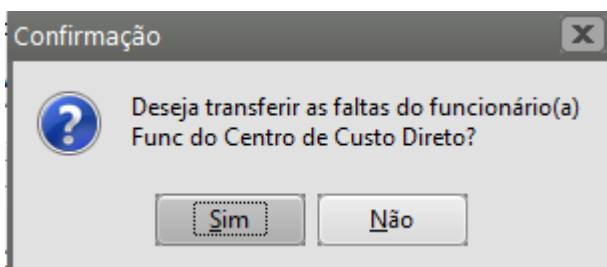 Confirmação
Deseja transferir as faltas do funcionário(a)
Func do Centro de Custo Direto?
Sim
Não